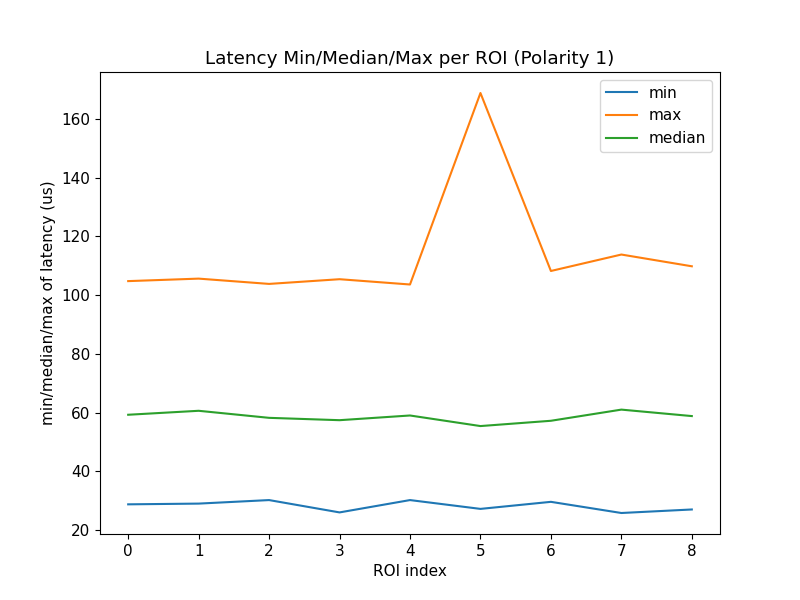 Latency Min/Median/Max per ROI (Polarity 1)
min
max
median
min/median/max of latency (us)
160
140
120
100
80
60
40
20
0 1 2 3 4 5 6 7 8
ROI index